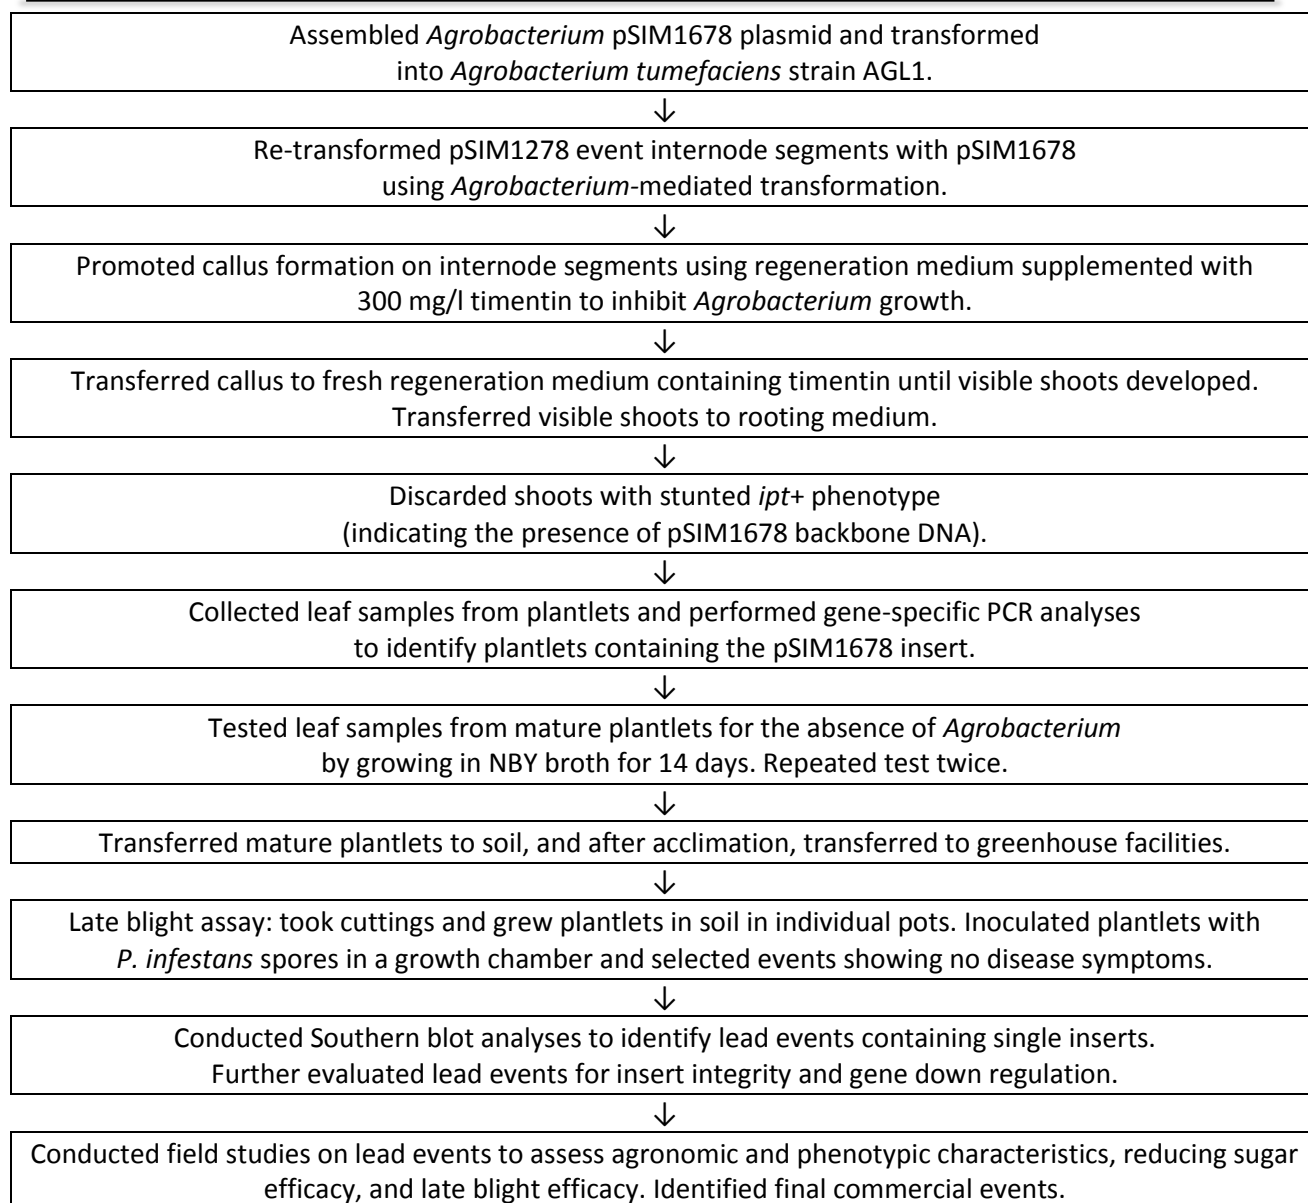 Assembled Agrobacterium pSIM1678 plasmid and transformed
into Agrobacterium tumefaciens strain AGL1.
↓
Re-transformed pSIM1278 event internode segments with pSIM1678
using Agrobacterium-mediated transformation.
↓
Promoted callus formation on internode segments using regeneration medium supplemented with
300 mg/l timentin to inhibit Agrobacterium growth.
↓
Transferred callus to fresh regeneration medium containing timentin until visible shoots developed.
Transferred visible shoots to rooting medium.
↓
Discarded shoots with stunted ipt+ phenotype
(indicating the presence of pSIM1678 backbone DNA).
↓
Collected leaf samples from plantlets and performed gene-specific PCR analyses
to identify plantlets containing the pSIM1678 insert.
↓
Tested leaf samples from mature plantlets for the absence of Agrobacterium
by growing in NBY broth for 14 days. Repeated test twice.
↓
Transferred mature plantlets to soil, and after acclimation, transferred to greenhouse facilities.
↓
Late blight assay: took cuttings and grew plantlets in soil in individual pots. Inoculated plantlets with
P. infestans spores in a growth chamber and selected events showing no disease symptoms.
↓
Conducted Southern blot analyses to identify lead events containing single inserts.
Further evaluated lead events for insert integrity and gene down regulation.
↓
Conducted field studies on lead events to assess agronomic and phenotypic characteristics, reducing sugar
efficacy, and late blight efficacy. Identified final commercial events.